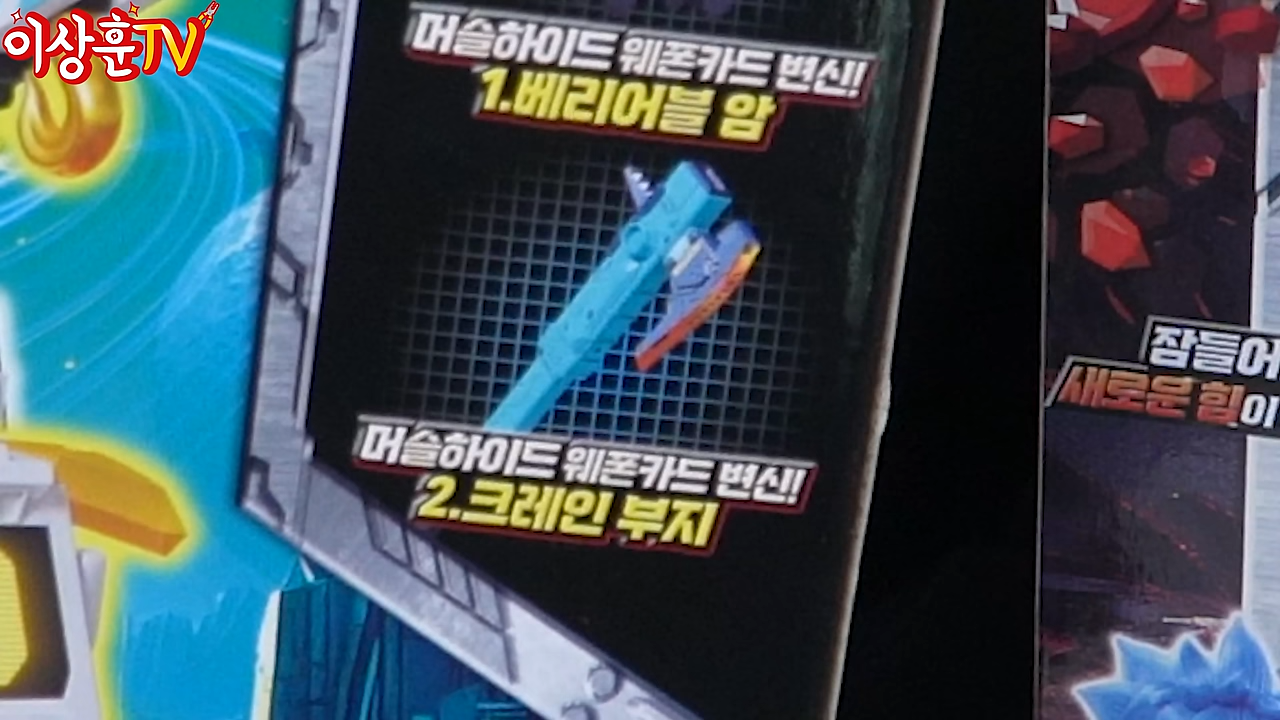 이상훈TV
머슬하이드 웨폰카드 변신!
1.베리어블 암
머슬하이드 웨폰카드 변신!
2.크레인 부지
잠들어
새로운 힘이